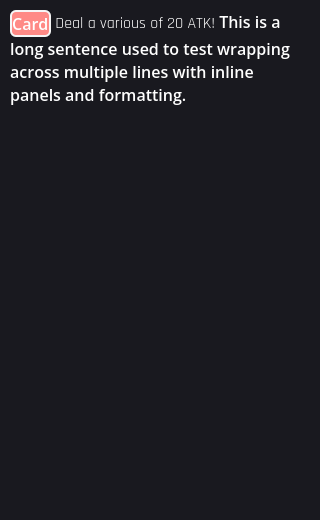 Card Deal a various of 20 ATK! This is a
long sentence used to test wrapping
across multiple lines with inline
panels and formatting.